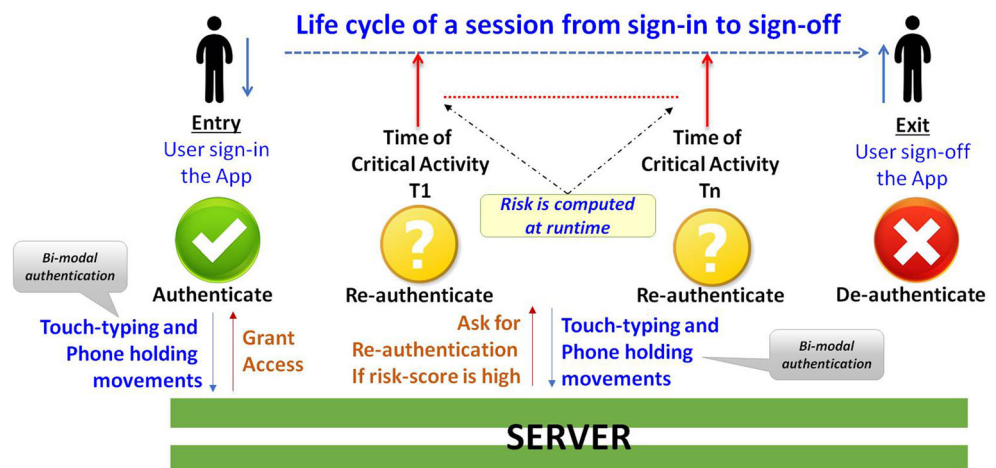 Life cycle of a session from sign-in to sign-off
Entry
User sign-in
the App
Time of
Critical Activity
T1
Time of
Critical Activity
Tn
Exit
User sign-off
the App
Risk is computed
at runtime
?
?
Bi-modal
authentication
Authenticate
Re-authenticate
Re-authenticate
De-authenticate
Touch-typing and
Phone holding
movements
Grant
Access
Ask for
Re-authentication
If risk-score is high
Touch-typing and
Phone holding
movements
Bi-modal
authentication
SERVER